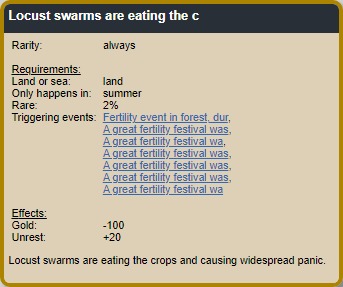 Locust swarms are eating the c
Rarity: always
Requirements:
Land or sea: land
Only happens in: summer
Rare: 2%
Triggering events: Fertility event in forest, dur,
A great fertility festival was,
A great fertility festival wa,
A great fertility festival was,
A great fertility festival was,
A great fertility festival was,
A great fertility festival wa
Effects:
Gold: -100
Unrest: +20
Locust swarms are eating the crops and causing widespread panic.